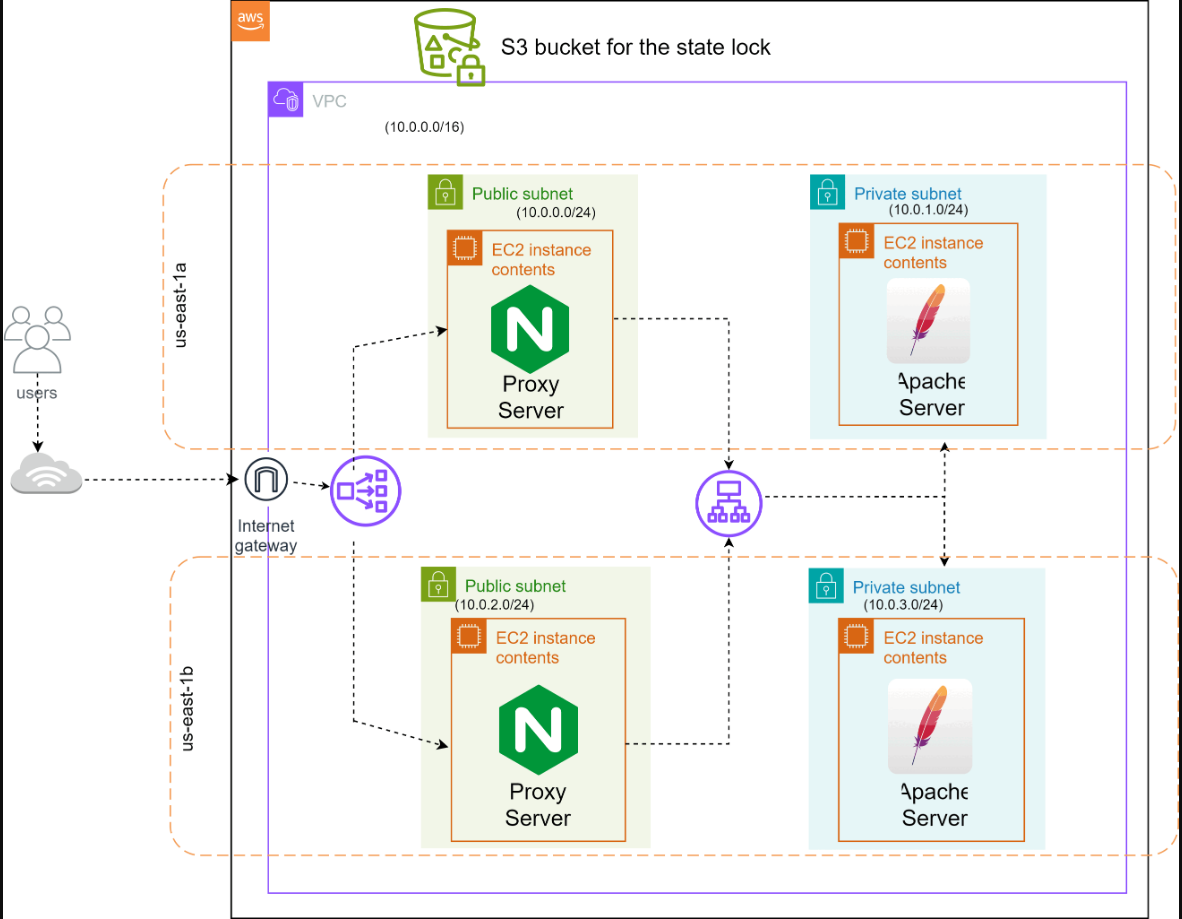 aws
S3 bucket for the state lock
VPC
(10.0.0.0/16)
us-east-1a
Public subnet
(10.0.0.0/24)
EC2 instance
contents
N
Proxy
Server
Private subnet
(10.0.1.0/24)
EC2 instance
contents
Apache
Server
users
Internet
gateway
us-east-1b
Public subnet
(10.0.2.0/24)
EC2 instance
contents
N
Proxy
Server
Private subnet
(10.0.3.0/24)
EC2 instance
contents
Apache
Server